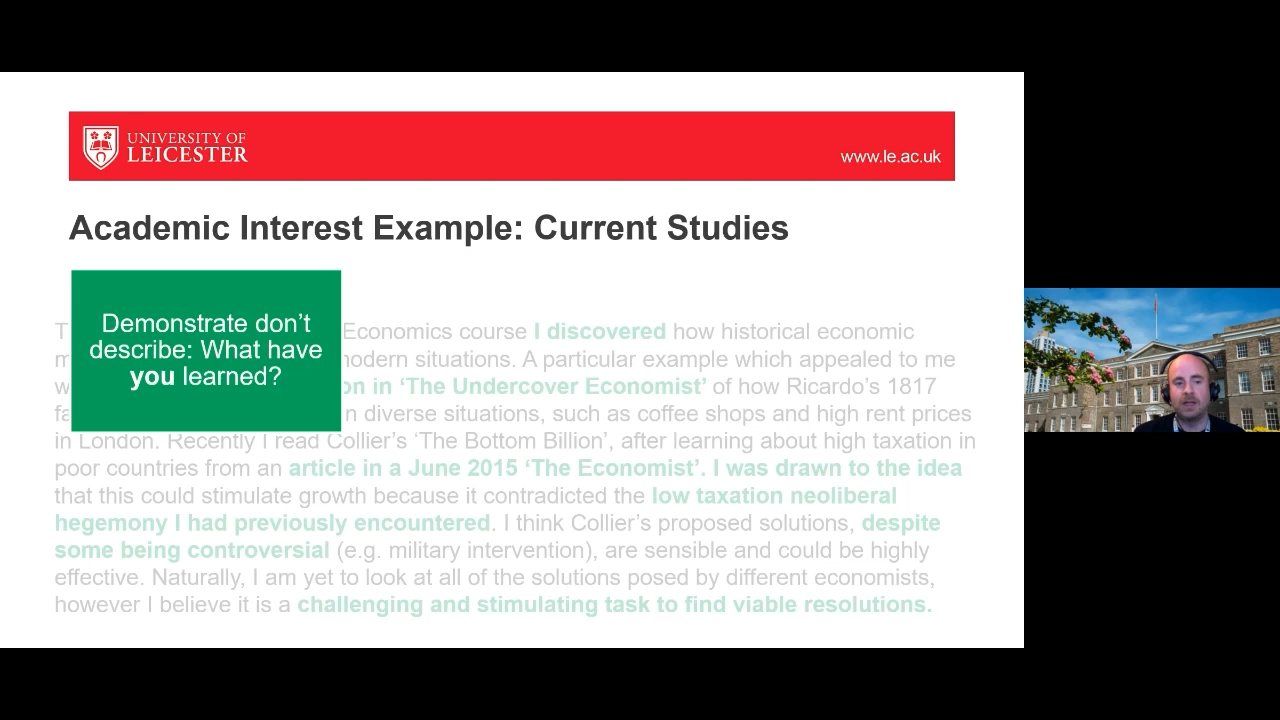 UNIVERSITY OF
LEICESTER
www.le.ac.uk
Academic Interest Example: Current Studies
Demonstrate don’t
describe: What have
you learned?
T Economics course I discovered how historical economic
m modern situations. A particular example which appealed to me
w on in ‘The Undercover Economist’ of how Ricardo’s 1817
fa n diverse situations, such as coffee shops and high rent prices
in London. Recently I read Collier’s ‘The Bottom Billion’, after learning about high taxation in
poor countries from an article in a June 2015 ‘The Economist’. I was drawn to the idea
that this could stimulate growth because it contradicted the low taxation neoliberal
hegemony I had previously encountered. I think Collier’s proposed solutions, despite
some being controversial (e.g. military intervention), are sensible and could be highly
effective. Naturally, I am yet to look at all of the solutions posed by different economists,
however I believe it is a challenging and stimulating task to find viable resolutions.